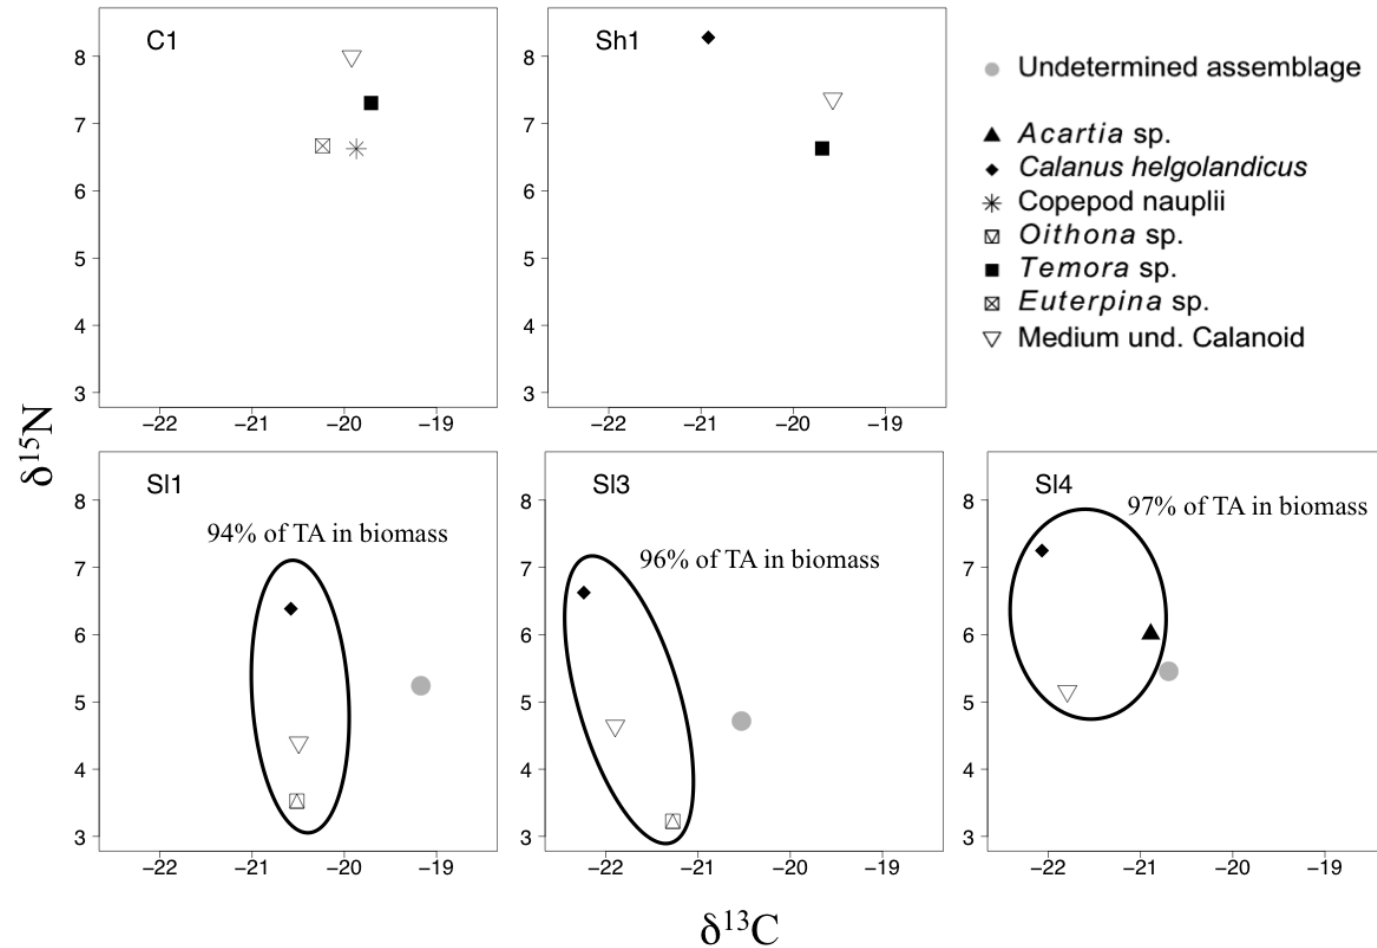 C1
8
7
6
5
4
3
−22 −21 −20 −19
Sh1
8
7
6
5
4
3
−22 −21 −20 −19
Undetermined assemblage
Acartia sp.
Calanus helgolandicus
Copepod nauplii
Oithona sp.
Temora sp.
Euterpina sp.
Medium und. Calanoid
δ¹⁵N
Sl1
94% of TA in biomass
8
7
6
5
4
3
−22 −21 −20 −19
Sl3
96% of TA in biomass
8
7
6
5
4
3
−22 −21 −20 −19
Sl4
97% of TA in biomass
8
7
6
5
4
3
−22 −21 −20 −19
δ¹³C